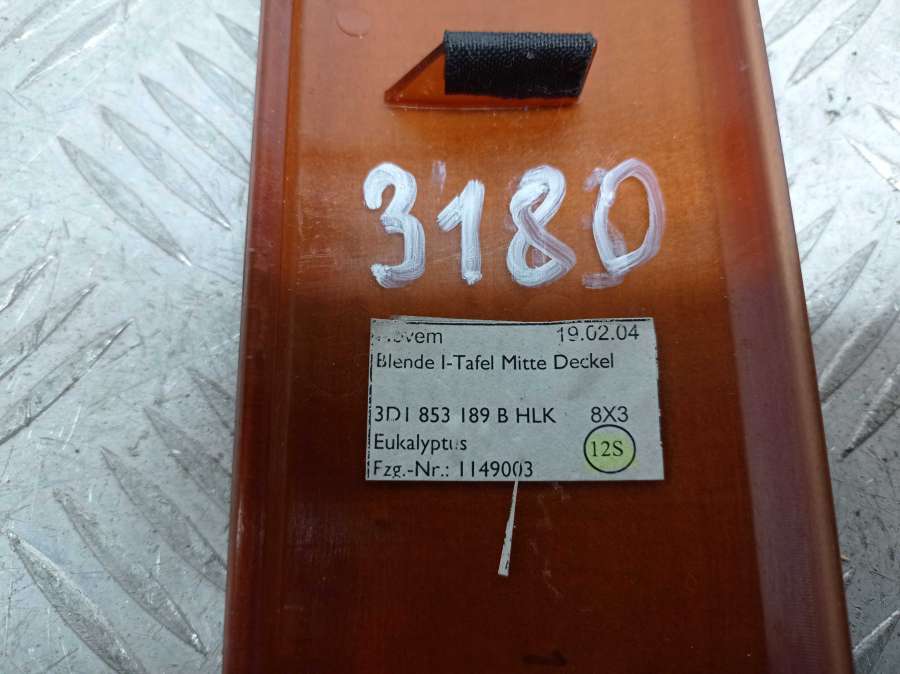 3180
19.02.04
Blende I-Tafel Mitte Deckel
3D1 853 189 B HLK 8X3
Eukalyptus 12S
Fzg.-Nr.: 1149003